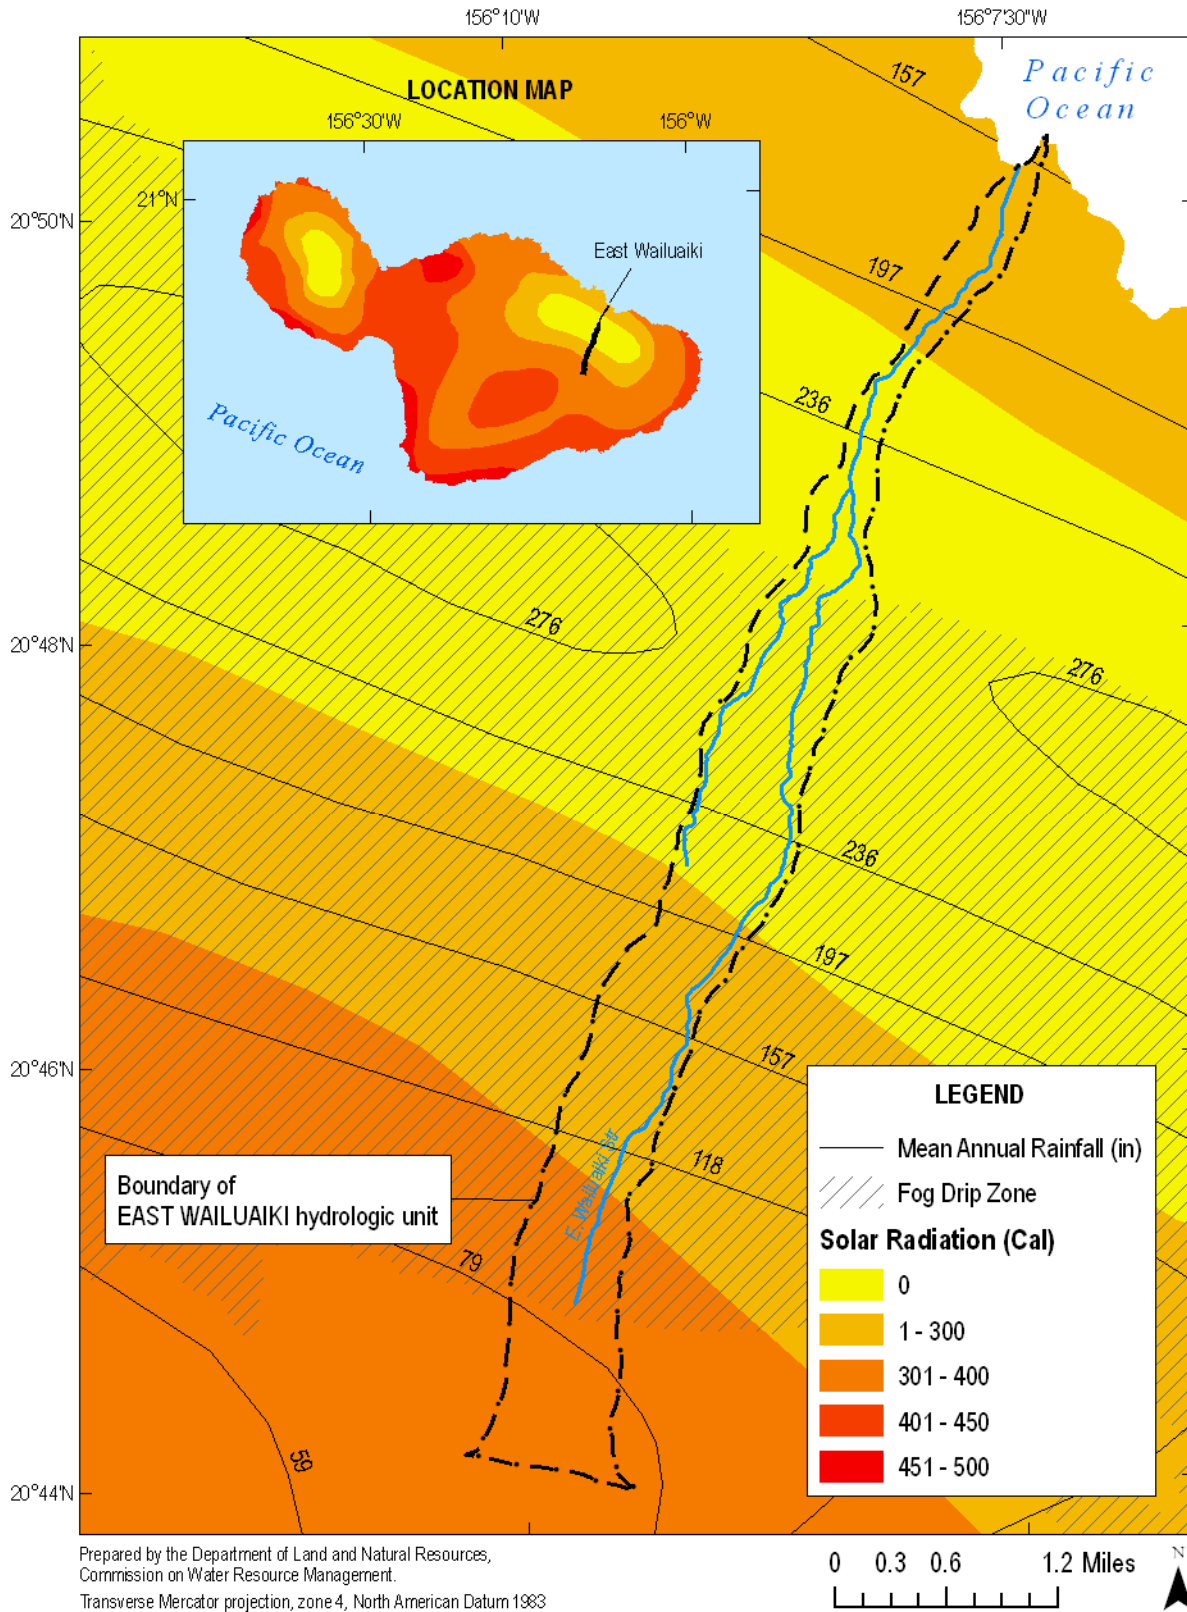 156°10'W
156°7'30"W
157
Pacific
Ocean
LOCATION MAP
156°30'W
156°W
21°N
20°50'N
East Wailuaiki
197
Pacific Ocean
236
276
20°48'N
276
236
197
157
20°46'N
118
E. Wailuaiki Str
Boundary of
EAST WAILUAIKI hydrologic unit
79
59
20°44'N
LEGEND
Mean Annual Rainfall (in)
Fog Drip Zone
Solar Radiation (Cal)
0
1 - 300
301 - 400
401 - 450
451 - 500
Prepared by the Department of Land and Natural Resources,
Commission on Water Resource Management.
Transverse Mercator projection, zone 4, North American Datum 1983
0 0.3 0.6 1.2 Miles
N